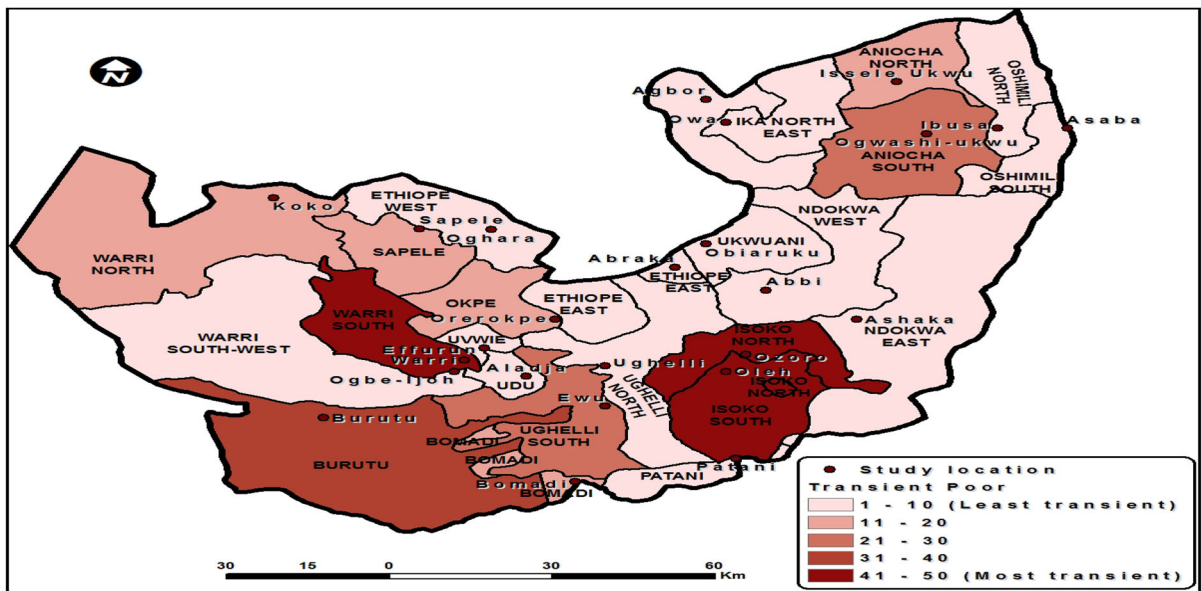 N
ANIOCHA
NORTH
Issele Ukwu
OSHIMILI
NORTH
Agbor
Owa
IKA NORTH
EAST
Ibusa
Asaba
Ogwashi-ukwu
ANIOCHA
SOUTH
OSHIMILI
SOUTH
ETHIOPE
WEST
Koko
Sapele
Oghara
SAPELE
NDOKWA
WEST
UKWUANI
Obiaruku
Abraka
ETHIOPE
EAST
Abbi
WARRI
NORTH
OKPE
Orerokpe
ETHIOPE
EAST
WARRI
SOUTH
WARRI
SOUTH-WEST
UVWIE
Effurun
Warri
Ogbe-Ijoh
Aladja
UDU
Ughelli
UGHELLI
NORTH
ISOKO
NORTH
Ozoro
Oleh
ISOKO
NORTH
ISOKO
SOUTH
Ashaka
NDOKWA
EAST
Ewu
Burutu
BURUTU
BOMADI
UGHELLI
SOUTH
BOMADI
Bomadi
BOMADI
Patani
PATANI
Study location
Transient Poor
1 - 10 (Least transient)
11 - 20
21 - 30
31 - 40
41 - 50 (Most transient)
30 15 0 30 60
Km